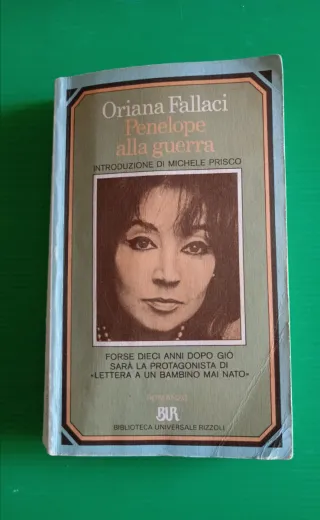 Oriana Fallaci
Penelope
alla guerra
INTRODUZIONE DI MICHELE PRISCO
FORSE DIECI ANNI DOPO GIÒ
SARÀ LA PROTAGONISTA DI
«LETTERA A UN BAMBINO MAI NATO»
BUR
BIBLIOTECA UNIVERSALE RIZZOLI